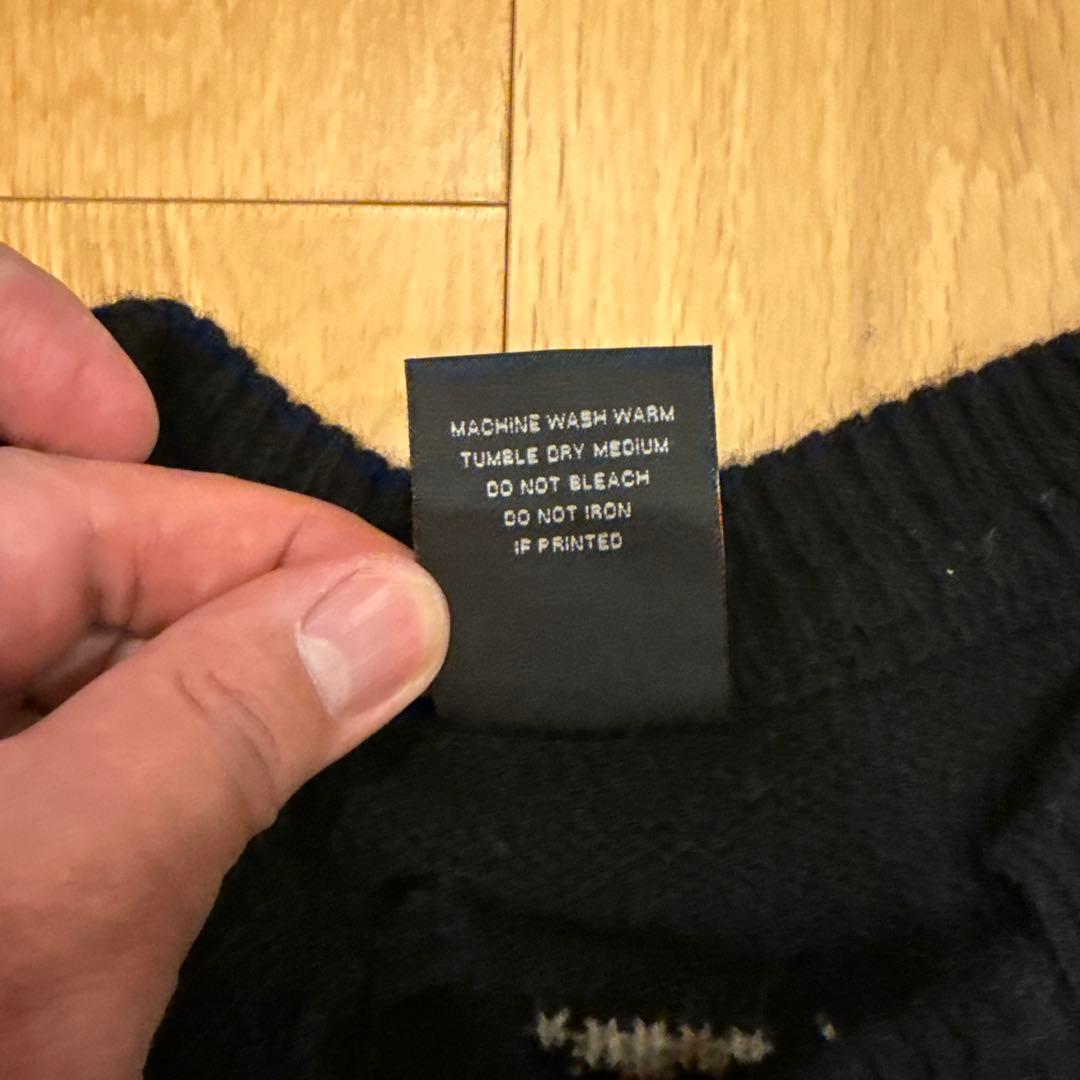 MACHINE WASH WARM
TUMBLE DRY MEDIUM
DO NOT BLEACH
DO NOT IRON
IF PRINTED